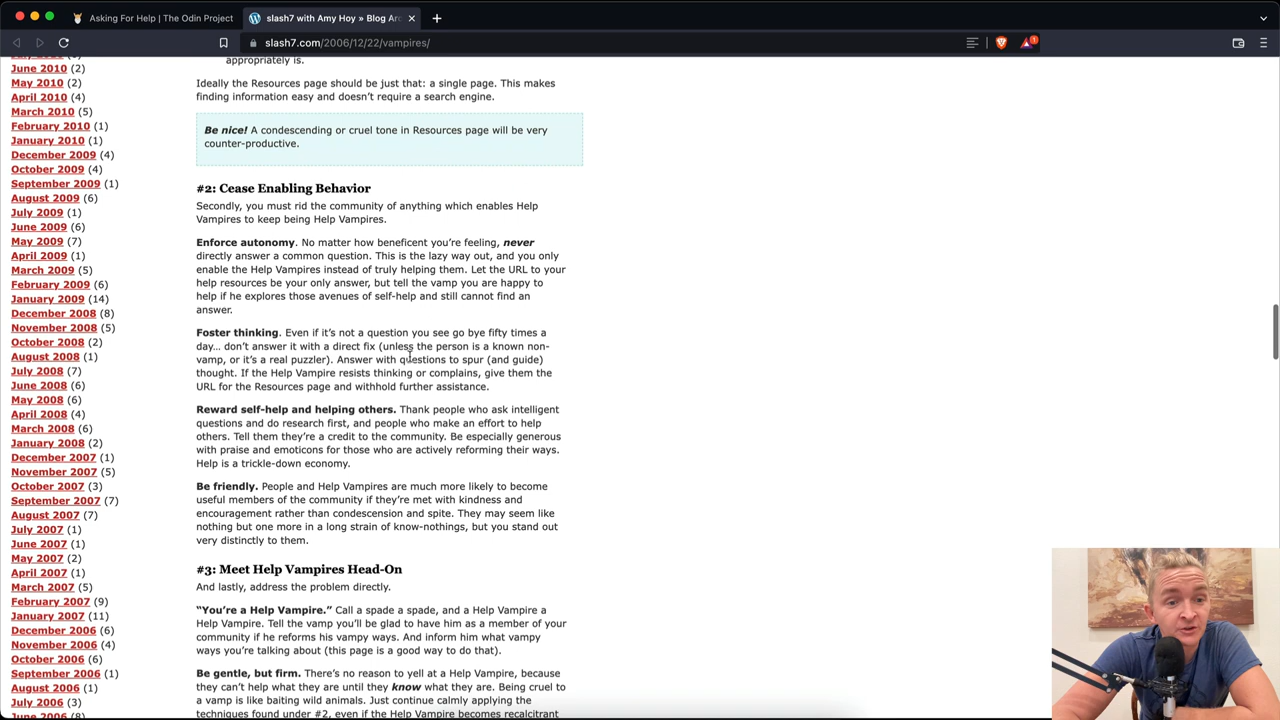 Asking For Help | The Odin Project
slash7 with Amy Hoy » Blog Arc
slash7.com/2006/12/22/vampires/
1
June 2010 (2)
May 2010 (2)
April 2010 (4)
March 2010 (5)
February 2010 (1)
January 2010 (1)
December 2009 (4)
October 2009 (4)
September 2009 (1)
August 2009 (6)
July 2009 (1)
June 2009 (6)
May 2009 (7)
April 2009 (1)
March 2009 (5)
February 2009 (6)
January 2009 (14)
December 2008 (8)
November 2008 (5)
October 2008 (2)
August 2008 (1)
July 2008 (7)
June 2008 (6)
May 2008 (6)
April 2008 (4)
March 2008 (6)
January 2008 (2)
December 2007 (1)
November 2007 (5)
October 2007 (3)
September 2007 (7)
August 2007 (7)
July 2007 (1)
June 2007 (1)
May 2007 (2)
April 2007 (1)
March 2007 (5)
February 2007 (9)
January 2007 (11)
December 2006 (6)
November 2006 (4)
October 2006 (6)
September 2006 (1)
August 2006 (1)
July 2006 (3)
June 2006 (8)
appropriately is.
Ideally the Resources page should be just that: a single page. This makes
finding information easy and doesn't require a search engine.
Be nice! A condescending or cruel tone in Resources page will be very
counter-productive.
#2: Cease Enabling Behavior
Secondly, you must rid the community of anything which enables Help
Vampires to keep being Help Vampires.
Enforce autonomy. No matter how beneficent you're feeling, never
directly answer a common question. This is the lazy way out, and you only
enable the Help Vampires instead of truly helping them. Let the URL to your
help resources be your only answer, but tell the vamp you are happy to
help if he explores those avenues of self-help and still cannot find an
answer.
Foster thinking. Even if it's not a question you see go bye fifty times a
day… don't answer it with a direct fix (unless the person is a known non-
vamp, or it's a real puzzler). Answer with questions to spur (and guide)
thought. If the Help Vampire resists thinking or complains, give them the
URL for the Resources page and withhold further assistance.
Reward self-help and helping others. Thank people who ask intelligent
questions and do research first, and people who make an effort to help
others. Tell them they're a credit to the community. Be especially generous
with praise and emoticons for those who are actively reforming their ways.
Help is a trickle-down economy.
Be friendly. People and Help Vampires are much more likely to become
useful members of the community if they're met with kindness and
encouragement rather than condescension and spite. They may seem like
nothing but one more in a long strain of know-nothings, but you stand out
very distinctly to them.
#3: Meet Help Vampires Head-On
And lastly, address the problem directly.
"You're a Help Vampire." Call a spade a spade, and a Help Vampire a
Help Vampire. Tell the vamp you'll be glad to have him as a member of your
community if he reforms his vampy ways. And inform him what vampy
ways you're talking about (this page is a good way to do that).
Be gentle, but firm. There's no reason to yell at a Help Vampire, because
they can't help what they are until they know what they are. Being cruel to
a vamp is like baiting wild animals. Just continue calmly applying the
techniques found under #2, even if the Help Vampire becomes recalcitrant